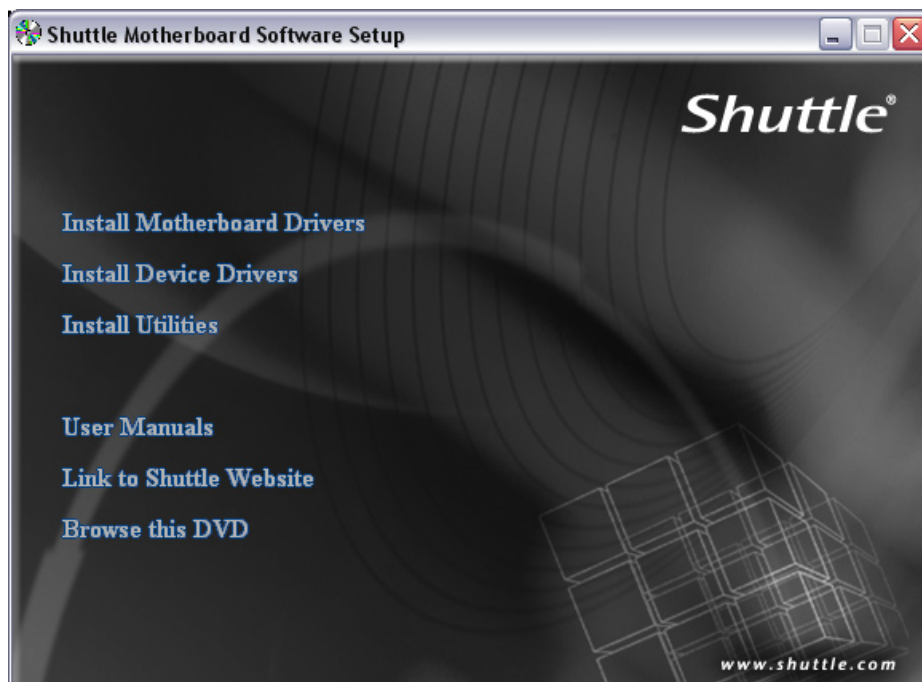 Shuttle Motherboard Software Setup
Shuttle®
Install Motherboard Drivers
Install Device Drivers
Install Utilities
User Manuals
Link to Shuttle Website
Browse this DVD
www.shuttle.com